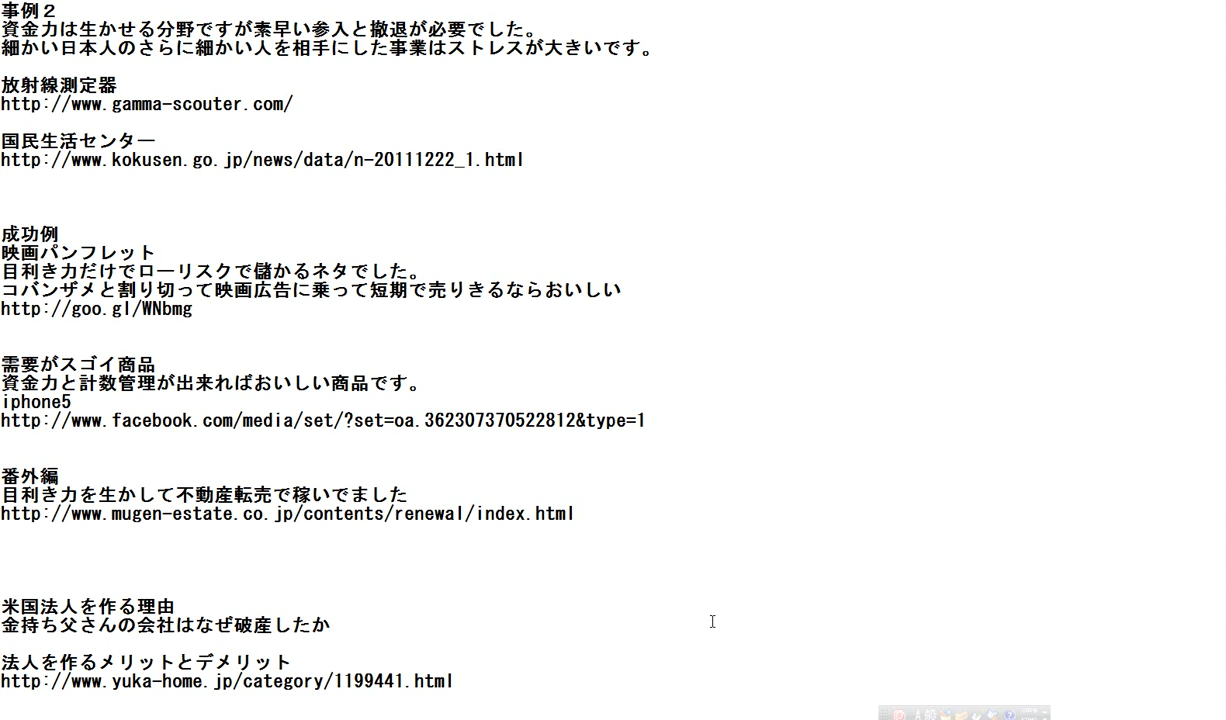 事例２
資金力は生かせる分野ですが素早い参入と撤退が必要でした。
細かい日本人のさらに細かい人を相手にした事業はストレスが大きいです。
放射線測定器
http://www.gamma-scouter.com/
国民生活センター
http://www.kokusen.go.jp/news/data/n-20111222_1.html
成功例
映画パンフレット
目利き力だけでローリスクで儲かるネタでした。
コバンザメと割り切って映画広告に乗って短期で売りきるならおいしい
http://goo.gl/WNbmg
需要がスゴイ商品
資金力と計数管理が出来ればおいしい商品です。
iphone5
http://www.facebook.com/media/set/?set=oa.362307370522812&type=1
番外編
目利き力を生かして不動産転売で稼いでました
http://www.mugen-estate.co.jp/contents/renewal/index.html
米国法人を作る理由
金持ち父さんの会社はなぜ破産したか
法人を作るメリットとデメリット
http://www.yuka-home.jp/category/1199441.html